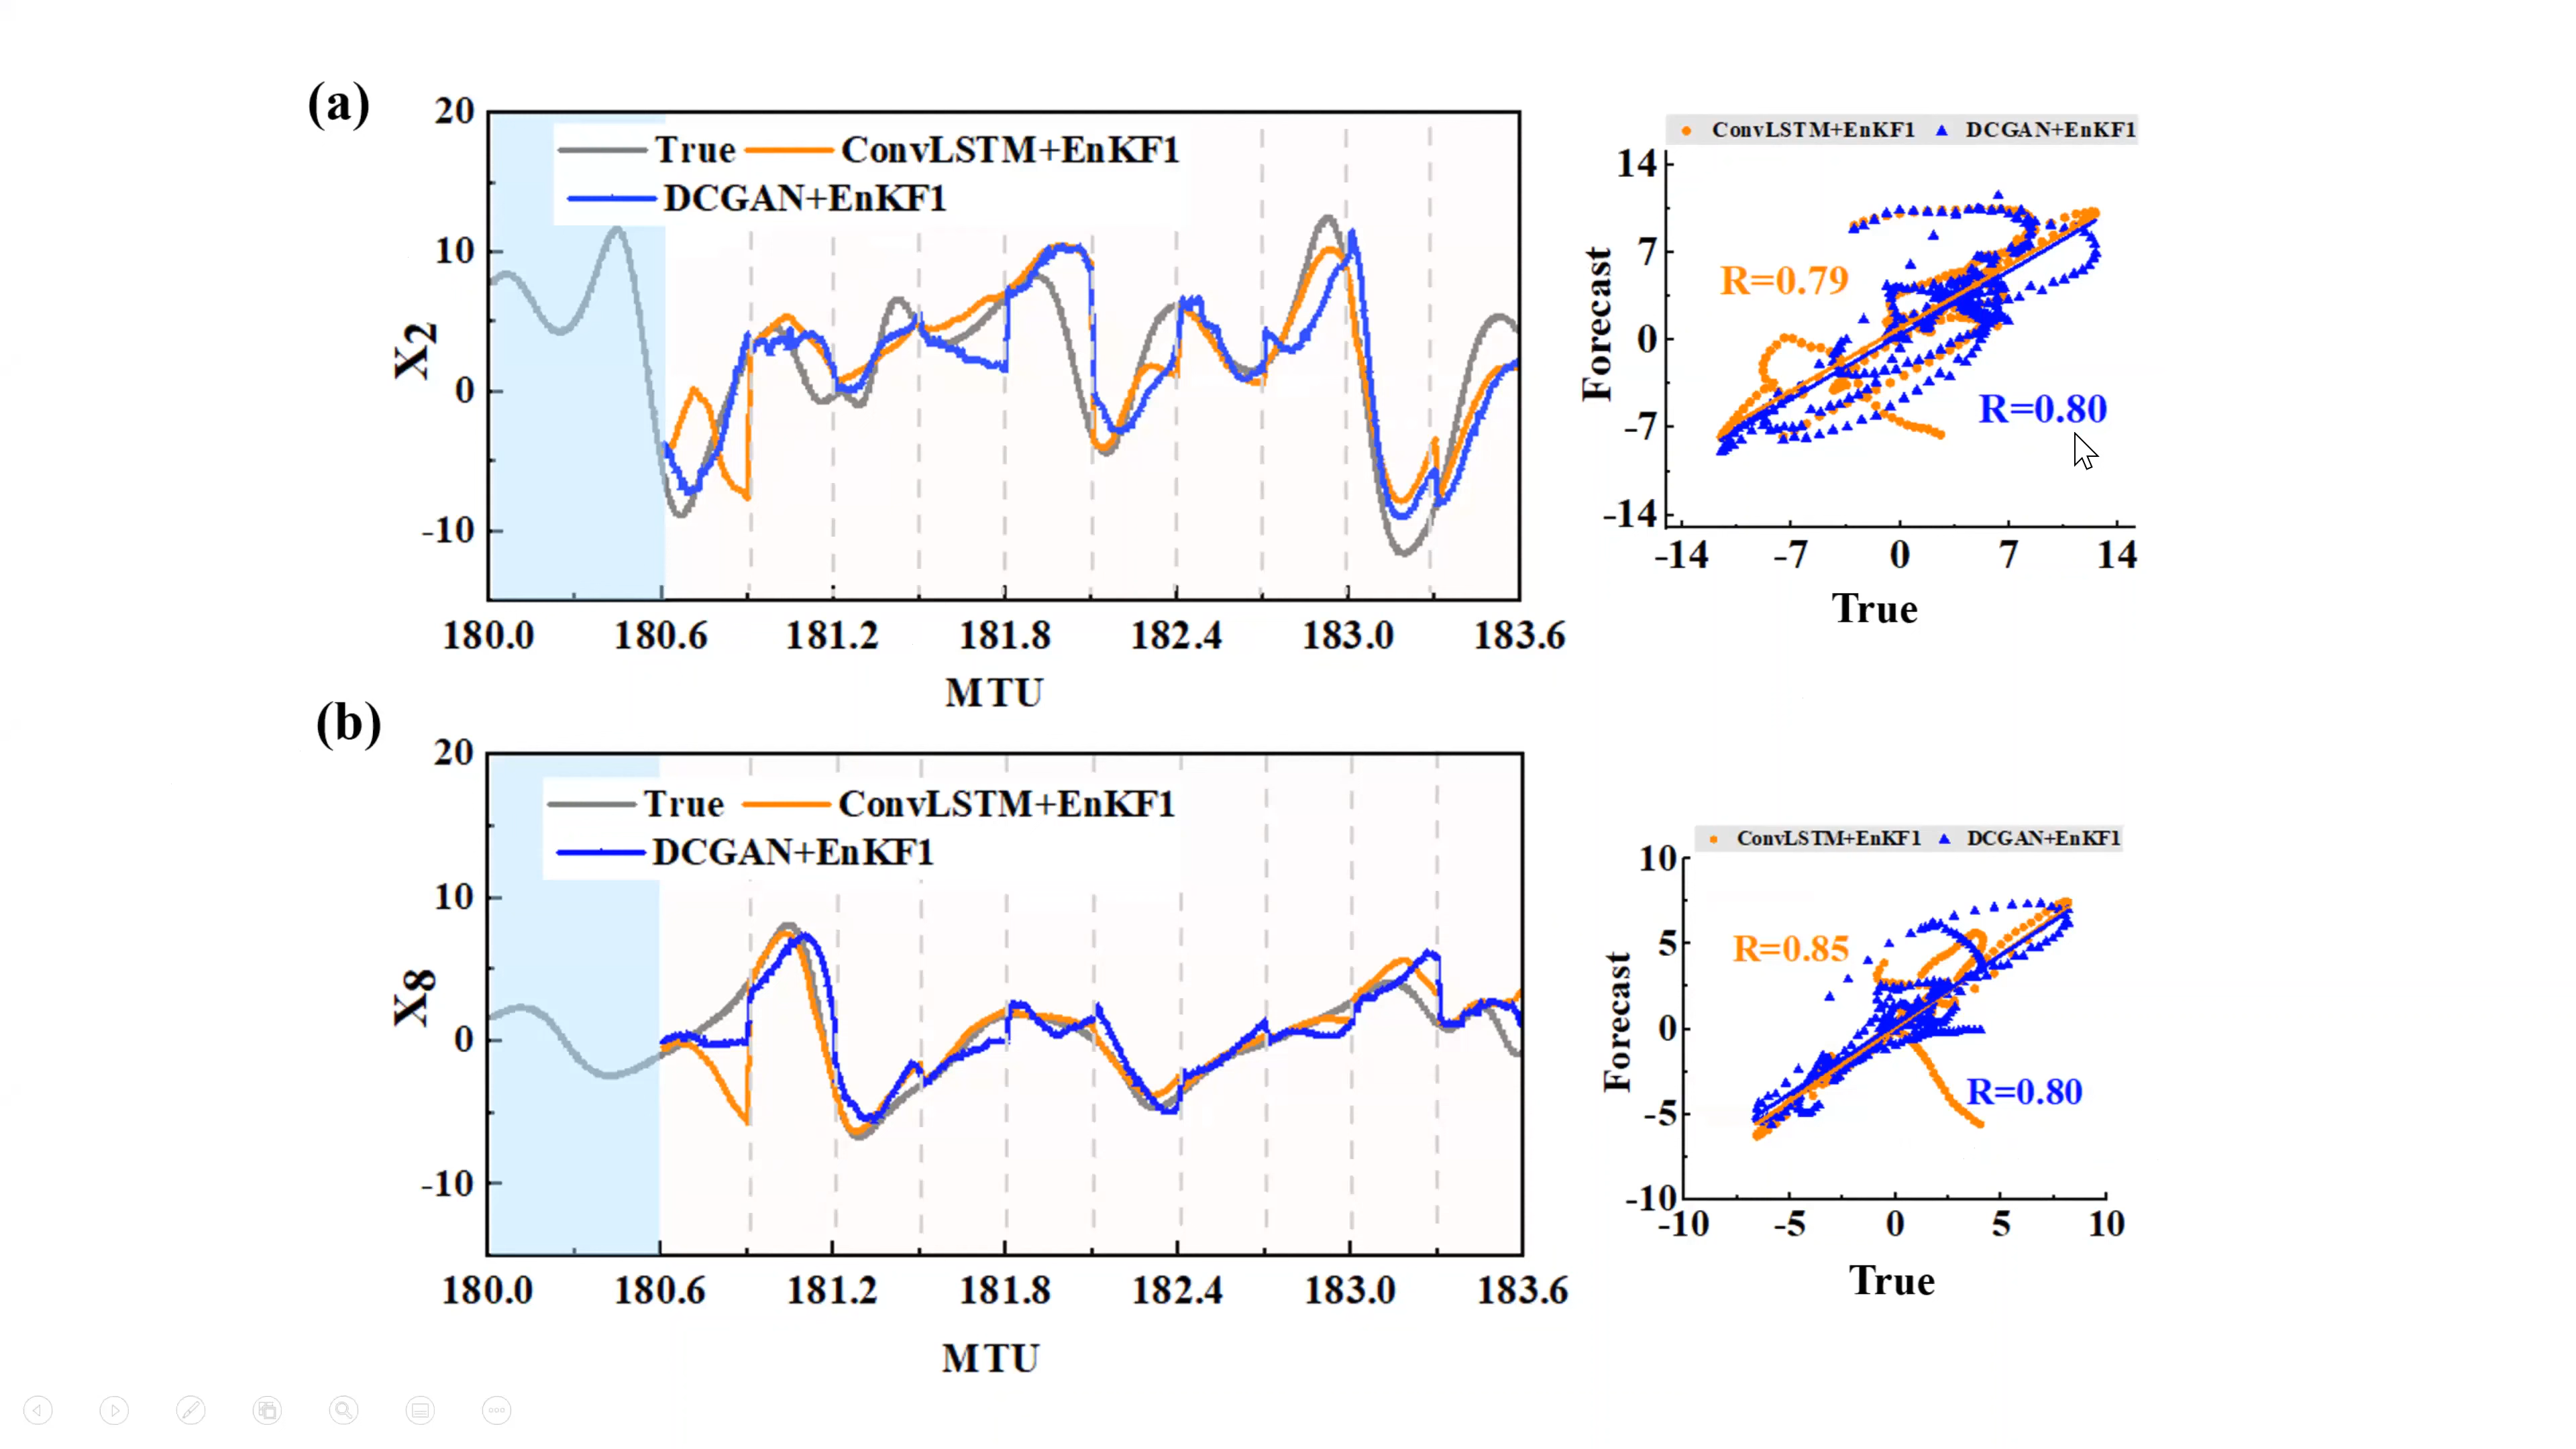 (a)
20
10
0
-10
X2
True ConvLSTM+EnKF1
DCGAN+EnKF1
180.0 180.6 181.2 181.8 182.4 183.0 183.6
MTU
ConvLSTM+EnKF1 DCGAN+EnKF1
14
7
0
-7
-14
Forecast
R=0.79
R=0.80
-14 -7 0 7 14
True
(b)
20
10
0
-10
X8
True ConvLSTM+EnKF1
DCGAN+EnKF1
180.0 180.6 181.2 181.8 182.4 183.0 183.6
MTU
ConvLSTM+EnKF1 DCGAN+EnKF1
10
5
0
-5
-10
Forecast
R=0.85
R=0.80
-10 -5 0 5 10
True